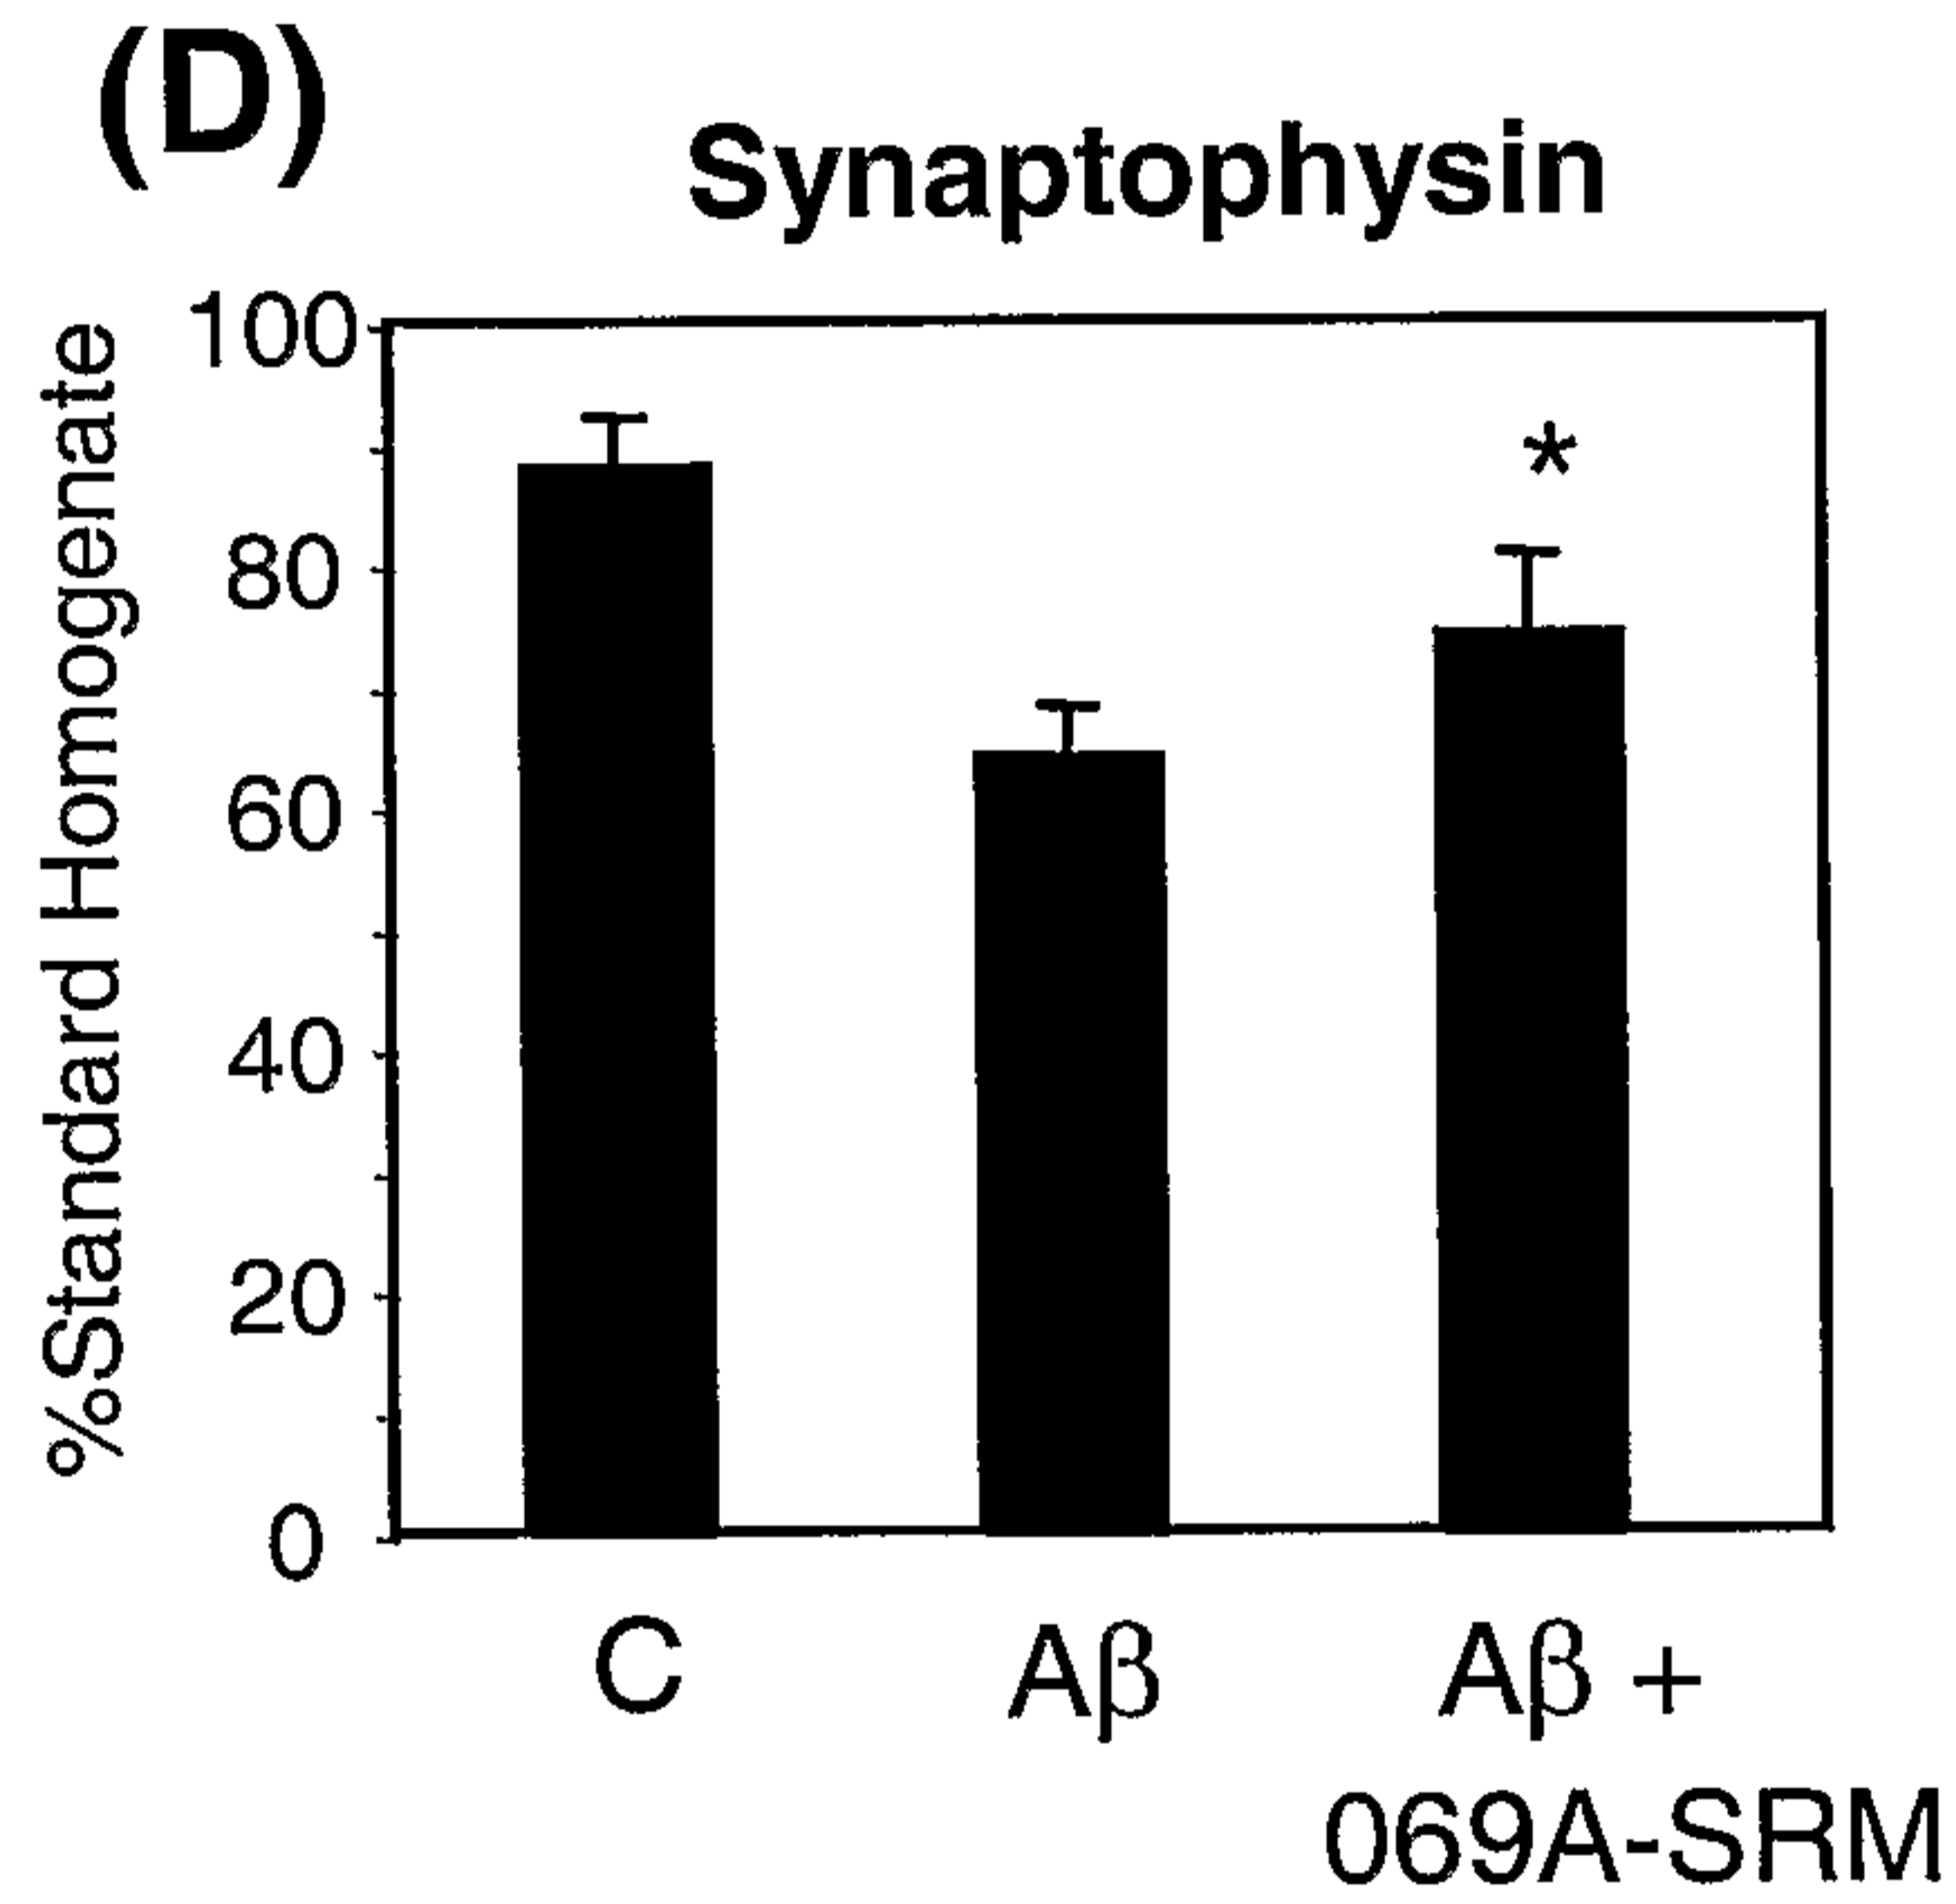 (D)
Synaptophysin
%Standard Homogenate
100
80
60
40
20
0
*
C
Aβ
Aβ +
069A-SRM